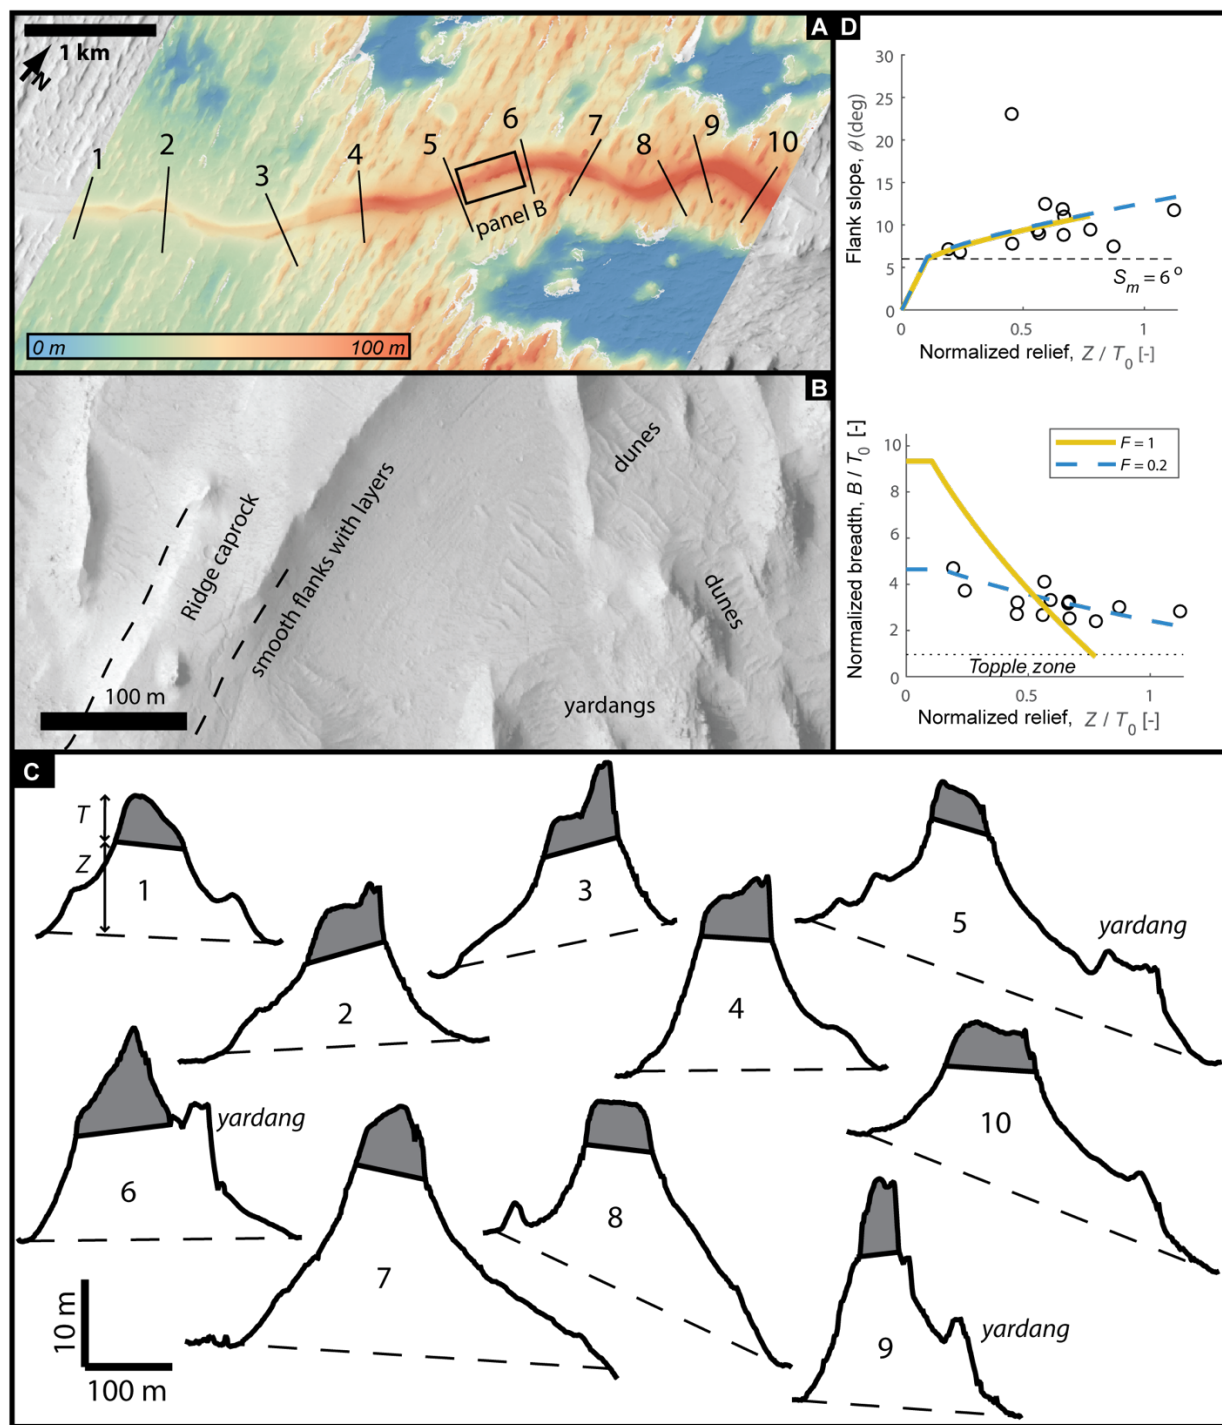 A
1 km
N
1
2
3
4
5
6
7
8
9
10
panel B
0 m
100 m
B
Ridge caprock
smooth flanks with layers
dunes
dunes
yardangs
100 m
D
Flank slope, θ (deg)
30
25
20
15
10
5
0
S_m = 6°
0
0.5
1
Normalized relief, Z / T₀ [-]
Normalized breadth, B / T₀ [-]
10
8
6
4
2
0
F = 1
F = 0.2
Topple zone
0
0.5
1
Normalized relief, Z / T₀ [-]
C
T
Z
1
2
3
4
5
yardang
6
yardang
7
8
9
yardang
10
10 m
100 m